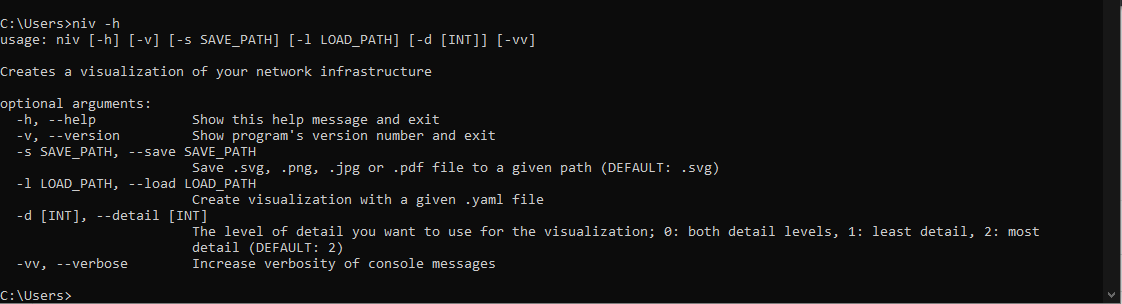 C:\Users>niv -h
usage: niv [-h] [-v] [-s SAVE_PATH] [-l LOAD_PATH] [-d [INT]] [-vv]
Creates a visualization of your network infrastructure
optional arguments:
-h, --help Show this help message and exit
-v, --version Show program's version number and exit
-s SAVE_PATH, --save SAVE_PATH
Save .svg, .png, .jpg or .pdf file to a given path (DEFAULT: .svg)
-l LOAD_PATH, --load LOAD_PATH
Create visualization with a given .yaml file
-d [INT], --detail [INT]
The level of detail you want to use for the visualization; 0: both detail levels, 1: least detail, 2: most
detail (DEFAULT: 2)
-vv, --verbose Increase verbosity of console messages
C:\Users>